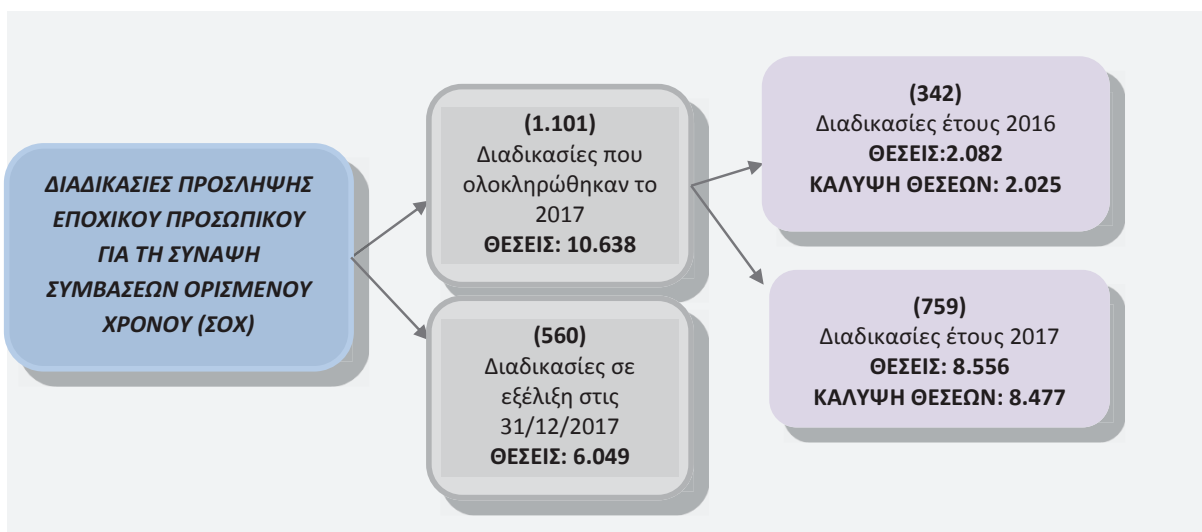 ΔΙΑΔΙΚΑΣΙΕΣ ΠΡΟΣΛΗΨΗΣ
ΕΠΟΧΙΚΟΥ ΠΡΟΣΩΠΙΚΟΥ
ΓΙΑ ΤΗ ΣΥΝΑΨΗ
ΣΥΜΒΑΣΕΩΝ ΟΡΙΣΜΕΝΟΥ
ΧΡΟΝΟΥ (ΣΟΧ)
(1.101)
Διαδικασίες που
ολοκληρώθηκαν το
2017
ΘΕΣΕΙΣ: 10.638
(560)
Διαδικασίες σε
εξέλιξη στις
31/12/2017
ΘΕΣΕΙΣ: 6.049
(342)
Διαδικασίες έτους 2016
ΘΕΣΕΙΣ:2.082
ΚΑΛΥΨΗ ΘΕΣΕΩΝ: 2.025
(759)
Διαδικασίες έτους 2017
ΘΕΣΕΙΣ: 8.556
ΚΑΛΥΨΗ ΘΕΣΕΩΝ: 8.477